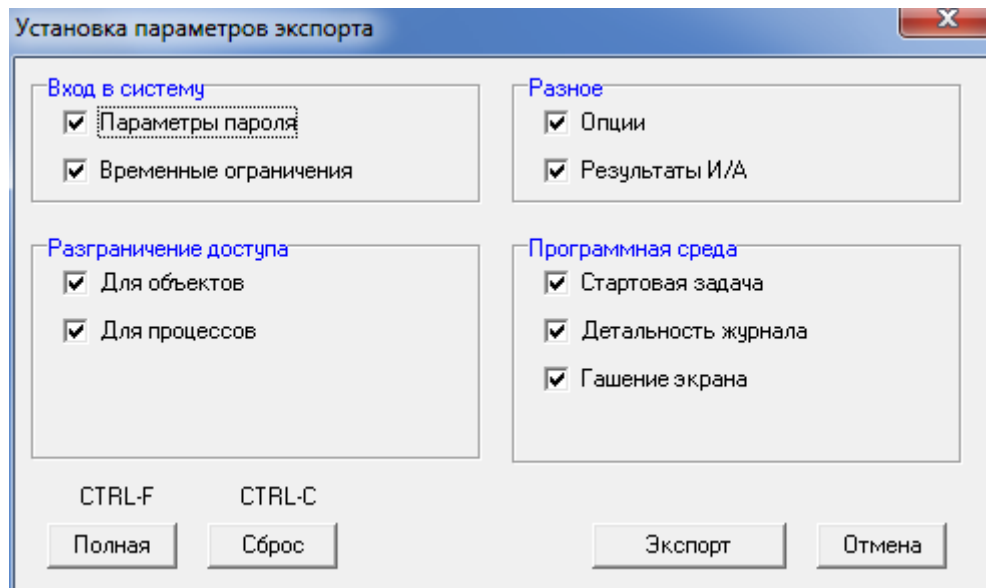 Установка параметров экспорта
Вход в систему
Параметры пароля
Временные ограничения
Разное
Опции
Результаты И/А
Разграничение доступа
Для объектов
Для процессов
Программная среда
Стартовая задача
Детальность журнала
Гашение экрана
CTRL-F CTRL-C
Полная Сброс Экспорт Отмена